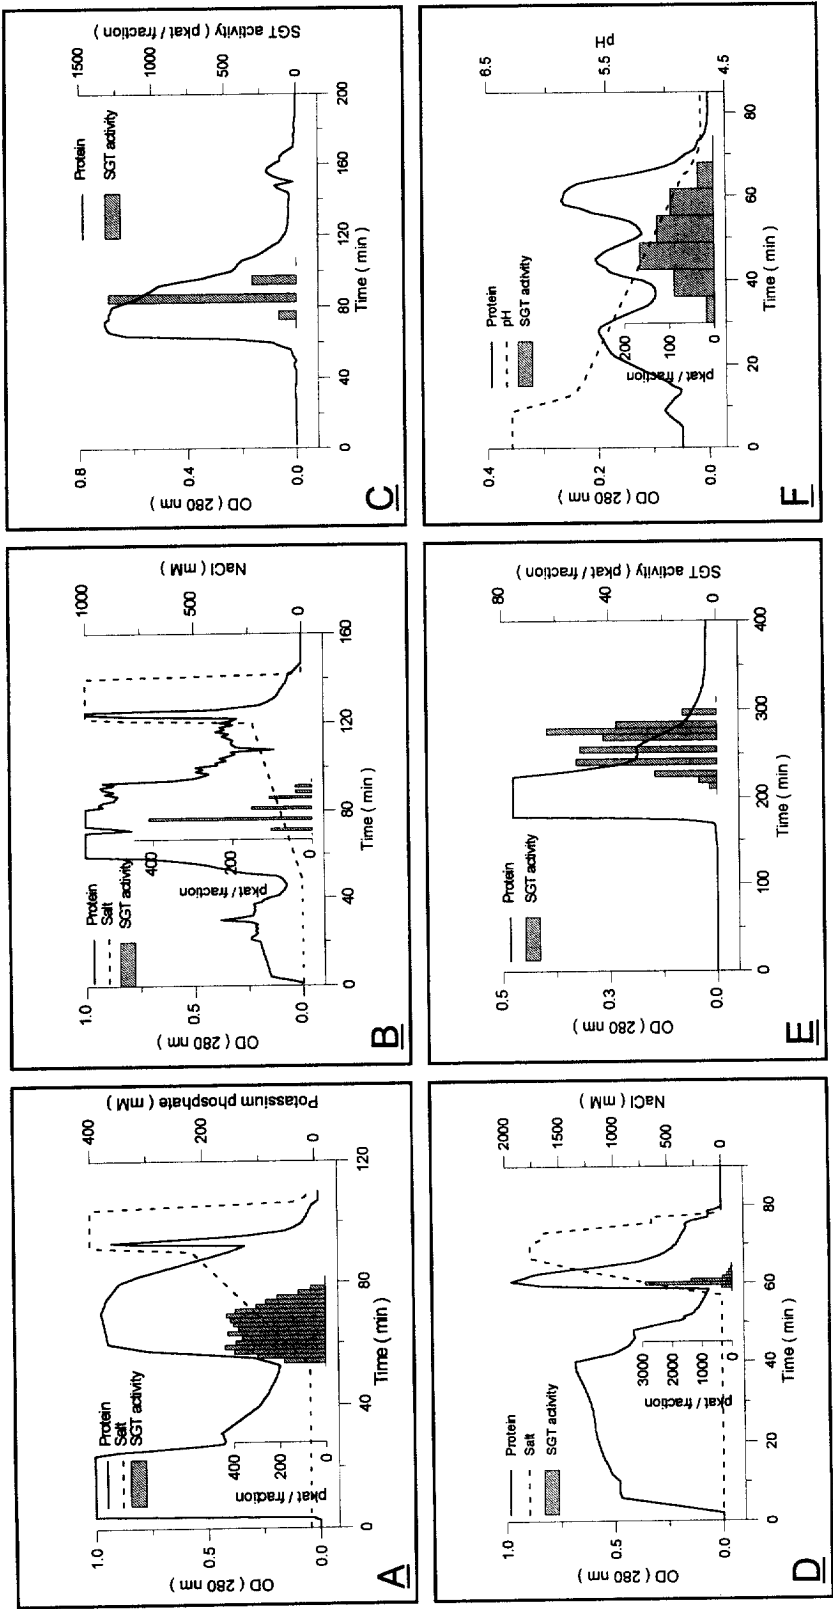 A
Protein
Salt
SGT activity
OD ( 280 nm )
1.0
0.5
0.0
0
40
80
120
Time ( min )
Potassium phosphate ( mM )
400
200
0
pkat / fraction
400
200
0
B
Protein
Salt
SGT activity
OD ( 280 nm )
1.0
0.5
0.0
0
40
80
120
160
Time ( min )
NaCl ( mM )
1000
500
0
pkat / fraction
400
200
0
C
Protein
SGT activity
OD ( 280 nm )
0.8
0.4
0.0
0
40
80
120
160
200
Time ( min )
SGT activity ( pkat / fraction )
1500
1000
500
0
D
Protein
Salt
SGT activity
OD ( 280 nm )
1.0
0.5
0.0
0
20
40
60
80
Time ( min )
NaCl ( mM )
2000
1500
1000
500
0
pkat / fraction
3000
2000
1000
0
E
Protein
SGT activity
OD ( 280 nm )
0.5
0.3
0.0
0
100
200
300
400
Time ( min )
SGT activity ( pkat / fraction )
80
40
0
F
Protein
pH
SGT activity
OD ( 280 nm )
0.4
0.2
0.0
0
20
40
60
80
Time ( min )
pH
6.5
5.5
4.5
pkat / fraction
200
100
0